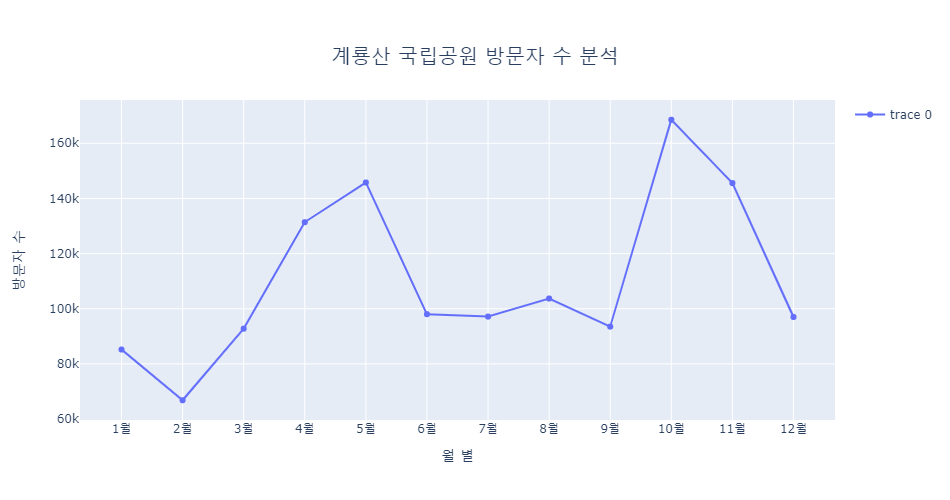 계룡산 국립공원 방문자 수 분석
trace 0
방문자 수
160k
140k
120k
100k
80k
60k
1월 2월 3월 4월 5월 6월 7월 8월 9월 10월 11월 12월
월 별